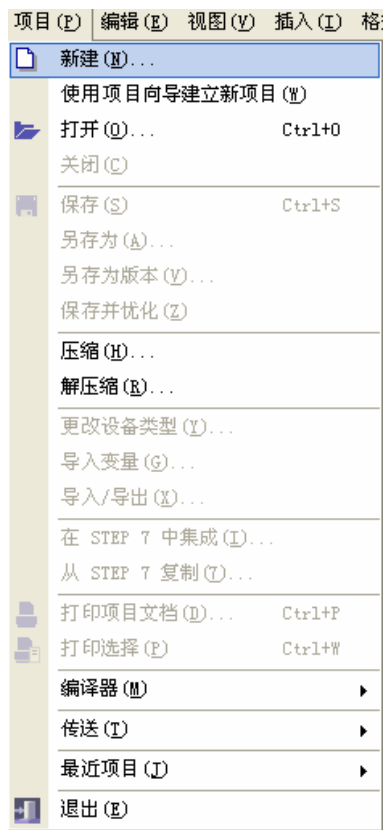 项目(P) 编辑(E) 视图(V) 插入(I)
新建(N)...
使用项目向导建立新项目(W)
打开(O)... Ctrl+O
关闭(C)
保存(S) Ctrl+S
另存为(A)...
另存为版本(V)...
保存并优化(Z)
压缩(H)...
解压缩(R)...
更改设备类型(Y)...
导入变量(G)...
导入/导出(X)...
在 STEP 7 中集成(I)...
从 STEP 7 复制(7)...
打印项目文档(D)... Ctrl+P
打印选择(P) Ctrl+W
编译器(M)
传送(T)
最近项目(J)
退出(E)